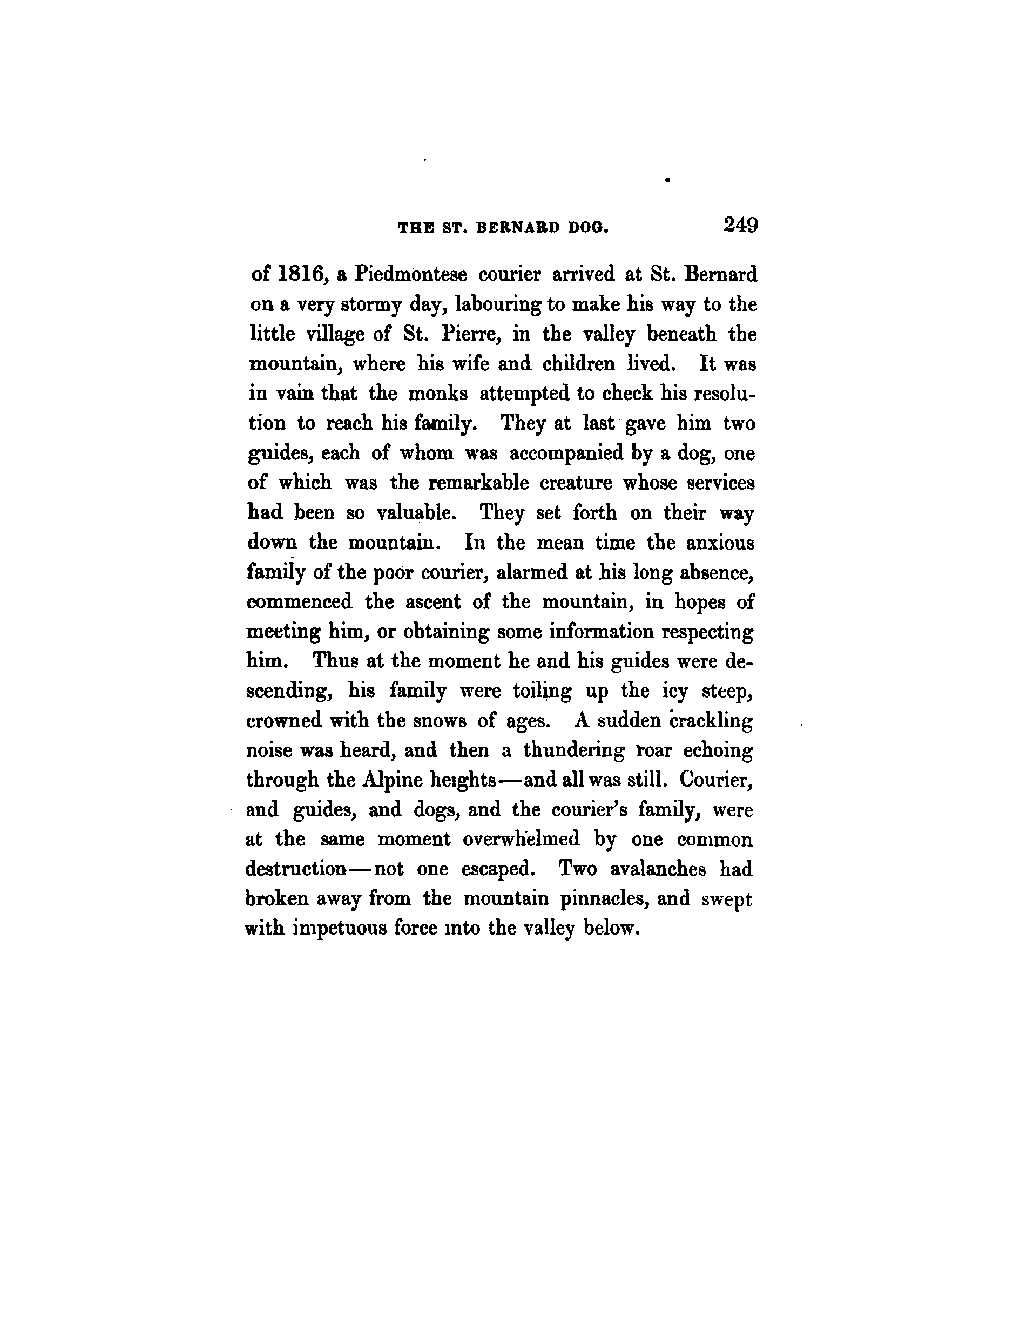 THE ST. BERNARD DOG. 249
of 1816, a Piedmontese courier arrived at St. Bernard
on a very stormy day, labouring to make his way to the
little village of St. Pierre, in the valley beneath the
mountain, where his wife and children lived. It was
in vain that the monks attempted to check his resolu-
tion to reach his family. They at last gave him two
guides, each of whom was accompanied by a dog, one
of which was the remarkable creature whose services
had been so valuable. They set forth on their way
down the mountain. In the mean time the anxious
family of the poor courier, alarmed at his long absence,
commenced the ascent of the mountain, in hopes of
meeting him, or obtaining some information respecting
him. Thus at the moment he and his guides were de-
scending, his family were toiling up the icy steep,
crowned with the snows of ages. A sudden crackling
noise was heard, and then a thundering roar echoing
through the Alpine heights—and all was still. Courier,
and guides, and dogs, and the courier's family, were
at the same moment overwhelmed by one common
destruction—not one escaped. Two avalanches had
broken away from the mountain pinnacles, and swept
with impetuous force into the valley below.